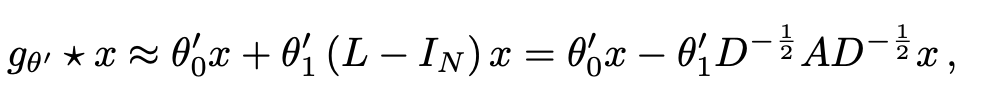 g_{θ′} ⋆ x ≈ θ′_0 x + θ′_1 (L − I_N) x = θ′_0 x − θ′_1 D^{−1/2} A D^{−1/2} x ,